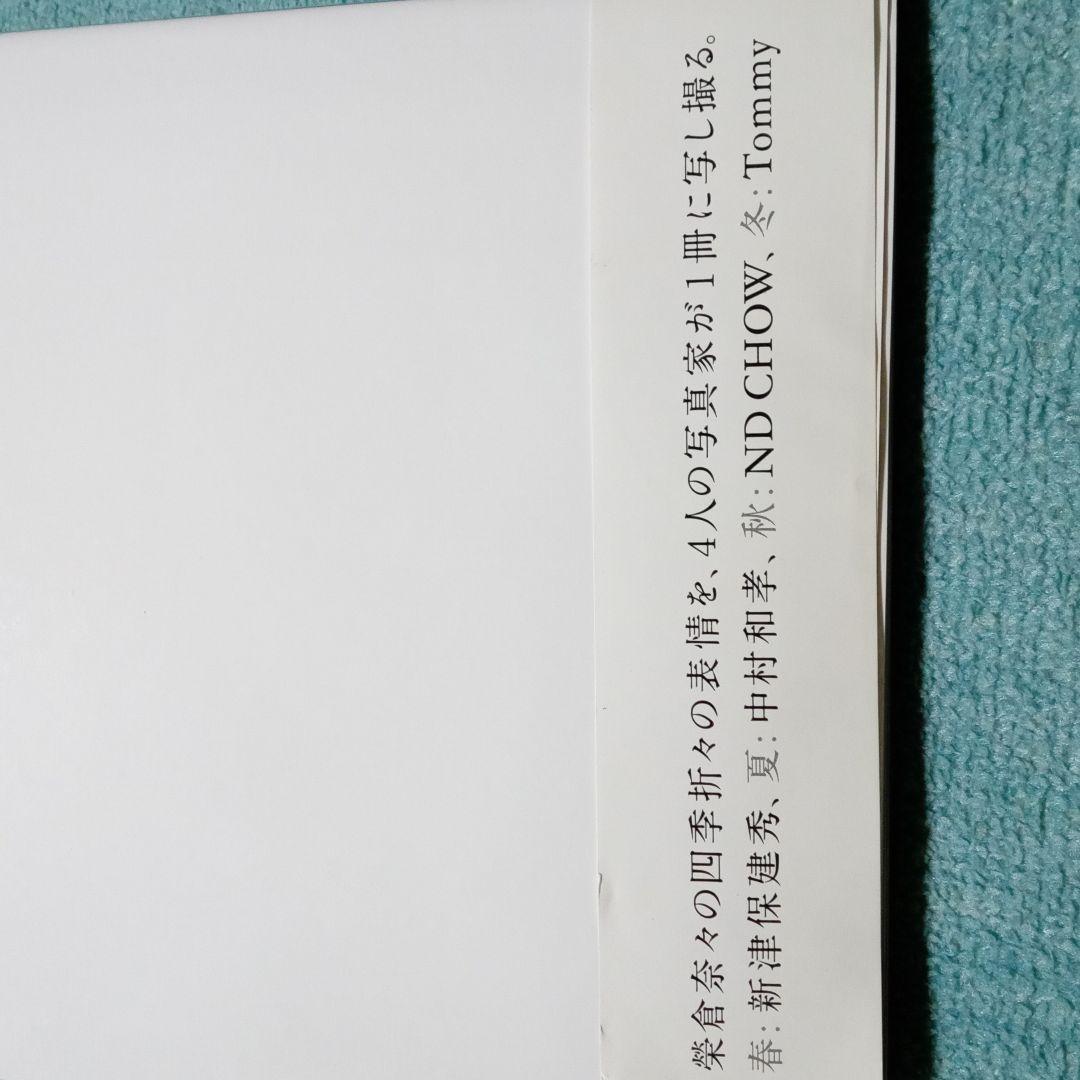 榮倉奈々の四季折々の表情を、4人の写真家が1冊に写し撮る。
春:新津保建秀、夏:中村和孝、秋:ND CHOW、冬:Tommy